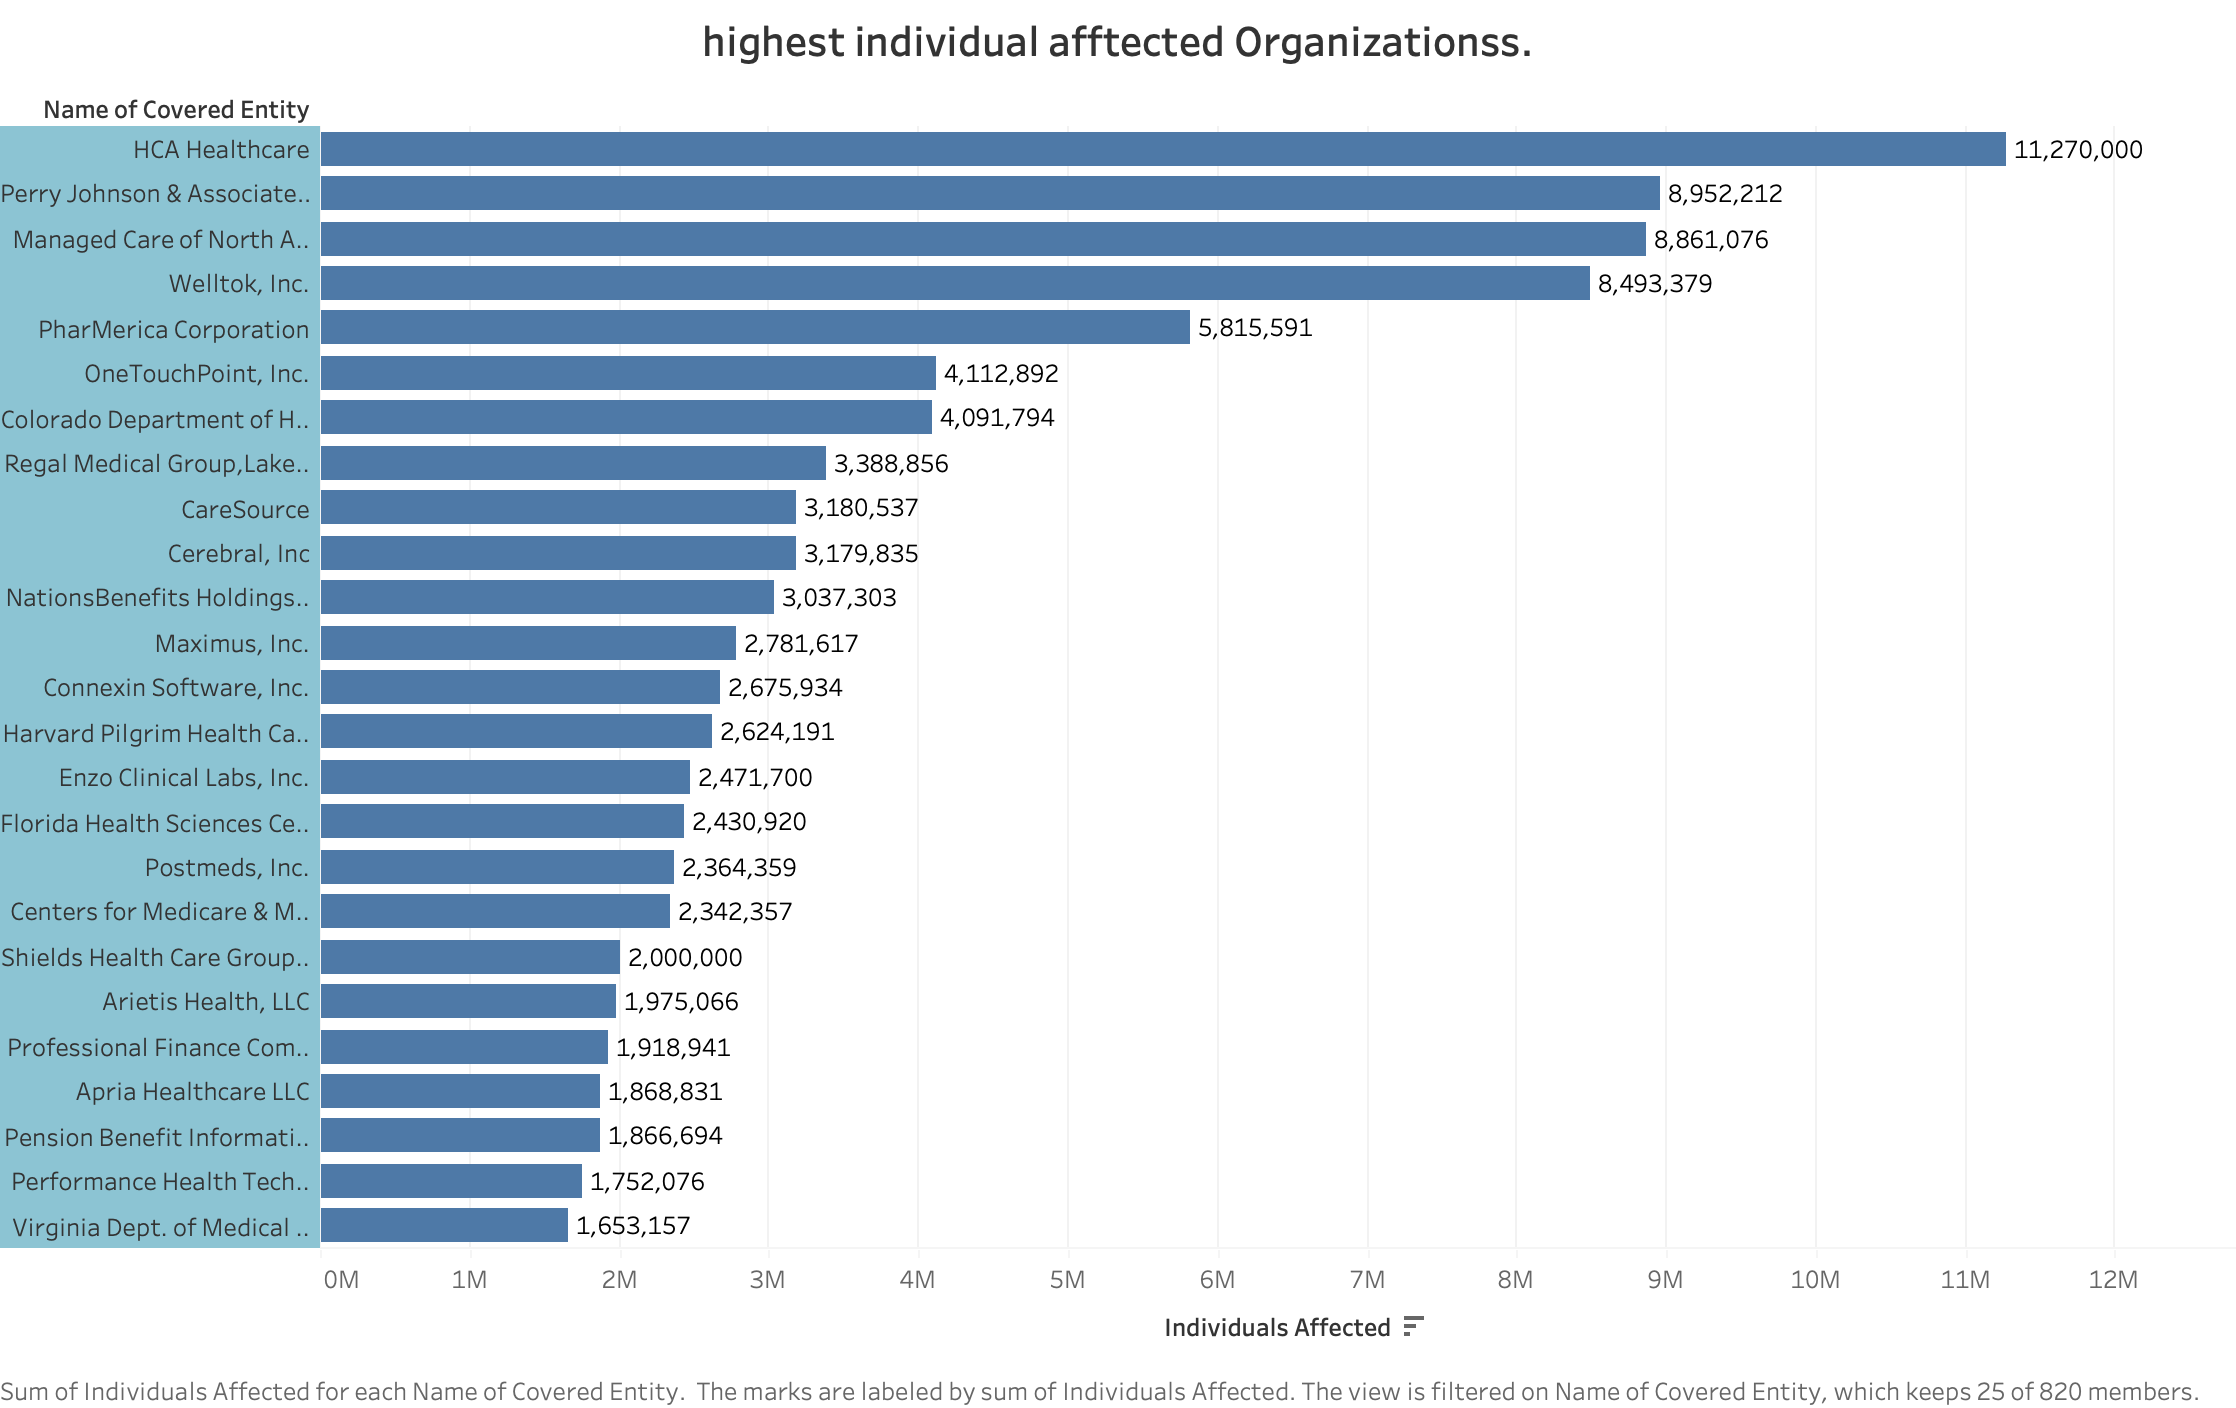 highest individual afftected Organizationss.
Name of Covered Entity
HCA Healthcare 11,270,000
Perry Johnson & Associate.. 8,952,212
Managed Care of North A.. 8,861,076
Welltok, Inc. 8,493,379
PharMerica Corporation 5,815,591
OneTouchPoint, Inc. 4,112,892
Colorado Department of H.. 4,091,794
Regal Medical Group,Lake.. 3,388,856
CareSource 3,180,537
Cerebral, Inc 3,179,835
NationsBenefits Holdings.. 3,037,303
Maximus, Inc. 2,781,617
Connexin Software, Inc. 2,675,934
Harvard Pilgrim Health Ca.. 2,624,191
Enzo Clinical Labs, Inc. 2,471,700
Florida Health Sciences Ce.. 2,430,920
Postmeds, Inc. 2,364,359
Centers for Medicare & M.. 2,342,357
Shields Health Care Group.. 2,000,000
Arietis Health, LLC 1,975,066
Professional Finance Com.. 1,918,941
Apria Healthcare LLC 1,868,831
Pension Benefit Informati.. 1,866,694
Performance Health Tech.. 1,752,076
Virginia Dept. of Medical .. 1,653,157
0M 1M 2M 3M 4M 5M 6M 7M 8M 9M 10M 11M 12M
Individuals Affected
Sum of Individuals Affected for each Name of Covered Entity.  The marks are labeled by sum of Individuals Affected. The view is filtered on Name of Covered Entity, which keeps 25 of 820 members.